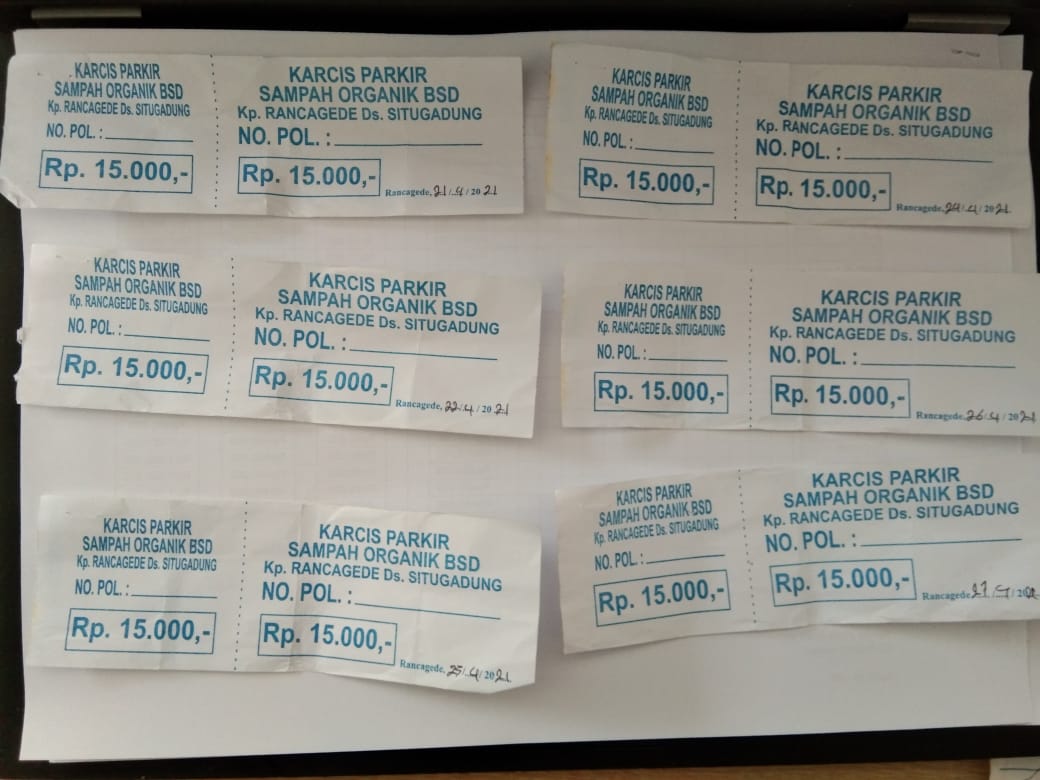 KARCIS PARKIR
SAMPAH ORGANIK BSD
Kp. RANCAGEDE Ds. SITUGADUNG
NO. POL. :
Rp. 15.000,-
KARCIS PARKIR
SAMPAH ORGANIK BSD
Kp. RANCAGEDE Ds. SITUGADUNG
NO. POL. :
Rp. 15.000,-
Rancagede, 21/4/2021
KARCIS PARKIR
SAMPAH ORGANIK BSD
Kp. RANCAGEDE Ds. SITUGADUNG
NO. POL. :
Rp. 15.000,-
KARCIS PARKIR
SAMPAH ORGANIK BSD
Kp. RANCAGEDE Ds. SITUGADUNG
NO. POL. :
Rp. 15.000,-
Rancagede, 24/4/2021
KARCIS PARKIR
SAMPAH ORGANIK BSD
Kp. RANCAGEDE Ds. SITUGADUNG
NO. POL. :
Rp. 15.000,-
KARCIS PARKIR
SAMPAH ORGANIK BSD
Kp. RANCAGEDE Ds. SITUGADUNG
NO. POL. :
Rp. 15.000,-
Rancagede, 22/4/2021
KARCIS PARKIR
SAMPAH ORGANIK BSD
Kp. RANCAGEDE Ds. SITUGADUNG
NO. POL. :
Rp. 15.000,-
KARCIS PARKIR
SAMPAH ORGANIK BSD
Kp. RANCAGEDE Ds. SITUGADUNG
NO. POL. :
Rp. 15.000,-
Rancagede, 26/4/2021
KARCIS PARKIR
SAMPAH ORGANIK BSD
Kp. RANCAGEDE Ds. SITUGADUNG
NO. POL. :
Rp. 15.000,-
KARCIS PARKIR
SAMPAH ORGANIK BSD
Kp. RANCAGEDE Ds. SITUGADUNG
NO. POL. :
Rp. 15.000,-
Rancagede, 25/4/2021
KARCIS PARKIR
SAMPAH ORGANIK BSD
Kp. RANCAGEDE Ds. SITUGADUNG
NO. POL. :
Rp. 15.000,-
KARCIS PARKIR
SAMPAH ORGANIK BSD
Kp. RANCAGEDE Ds. SITUGADUNG
NO. POL. :
Rp. 15.000,-
Rancagede